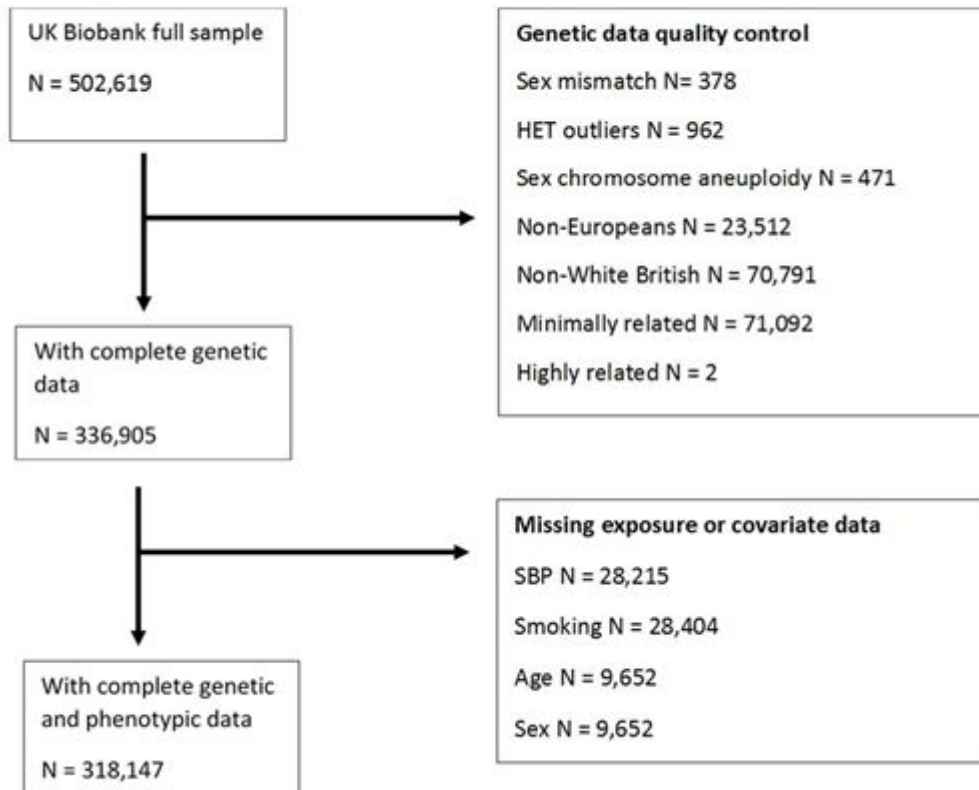 UK Biobank full sample
N = 502,619
Genetic data quality control
Sex mismatch N= 378
HET outliers N = 962
Sex chromosome aneuploidy N = 471
Non-Europeans N = 23,512
Non-White British N = 70,791
Minimally related N = 71,092
Highly related N = 2
With complete genetic
data
N = 336,905
Missing exposure or covariate data
SBP N = 28,215
Smoking N = 28,404
Age N = 9,652
Sex N = 9,652
With complete genetic
and phenotypic data
N = 318,147